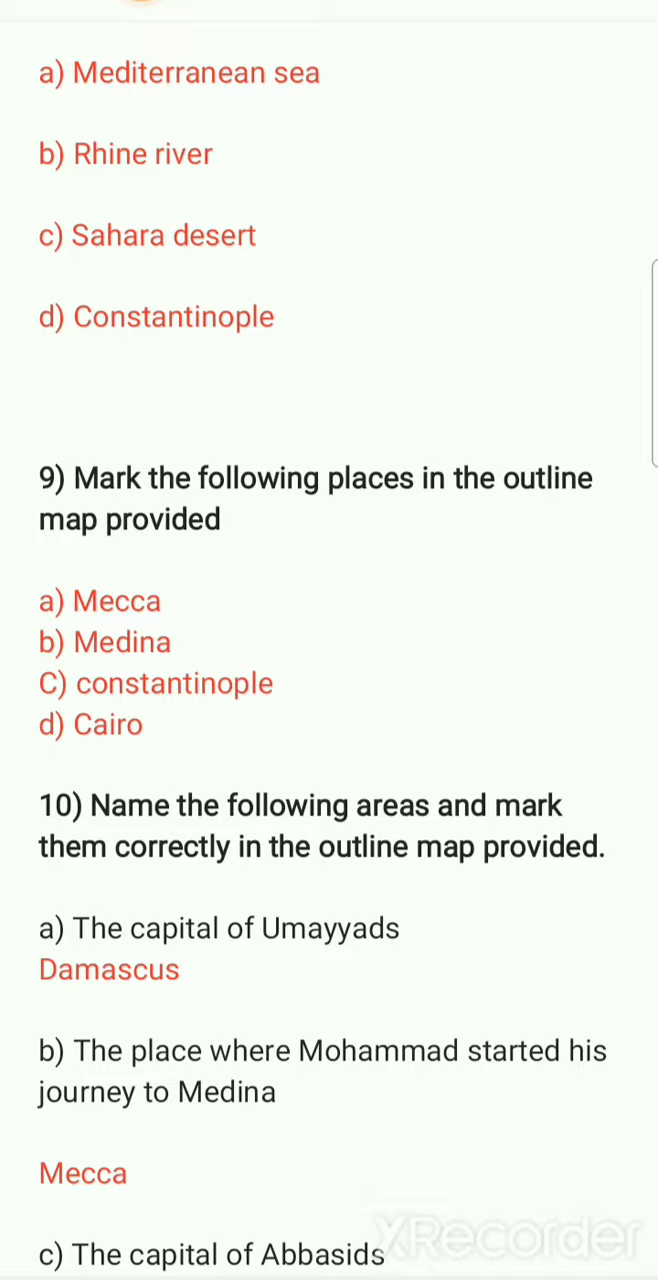 a) Mediterranean sea
b) Rhine river
c) Sahara desert
d) Constantinople
9) Mark the following places in the outline
map provided
a) Mecca
b) Medina
C) constantinople
d) Cairo
10) Name the following areas and mark
them correctly in the outline map provided.
a) The capital of Umayyads
Damascus
b) The place where Mohammad started his
journey to Medina
Mecca
XRecorder
c) The capital of Abbasids